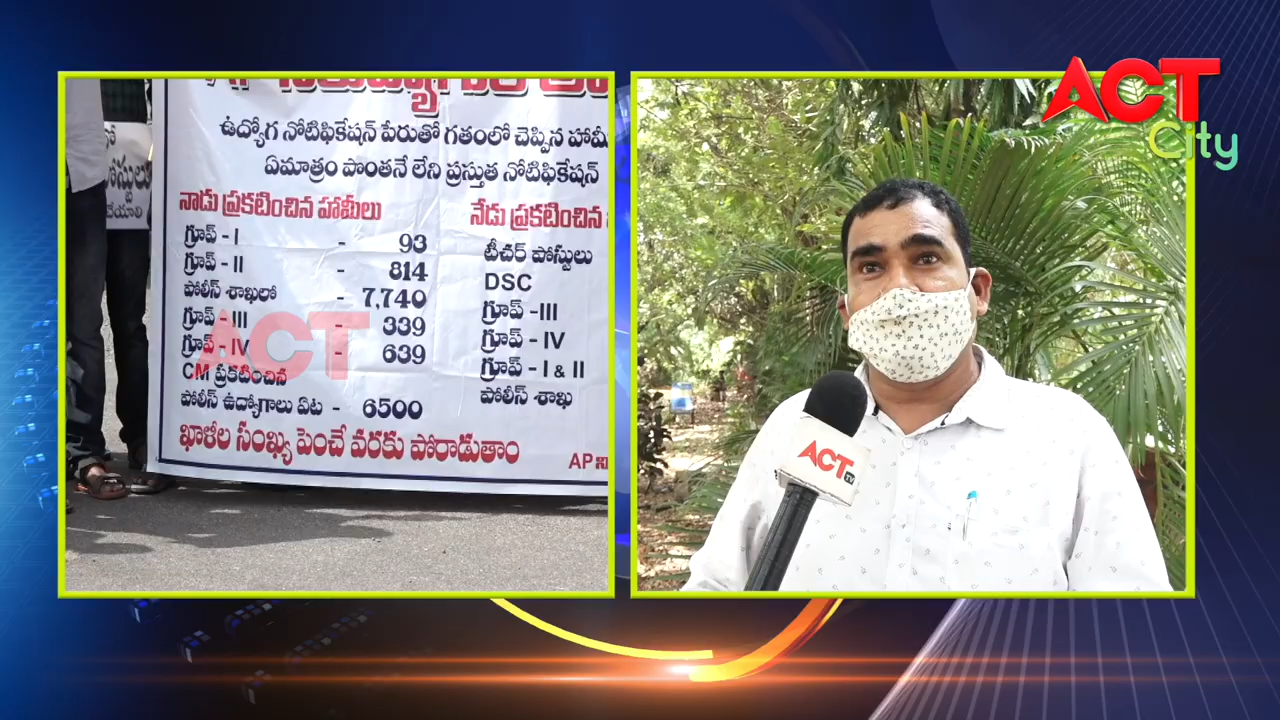 ACT
City
ఉద్యోగ నోటిఫికేషన్ పేరుతో గతంలో చెప్పిన
ఏమాత్రం పొంతనే లేని ప్రస్తుత నోటిఫికేషన్
నాడు ప్రకటించిన హామీలు
గ్రూప్ - I - 93
గ్రూప్ - II - 814
పోలీస్ శాఖలో - 7,740
గ్రూప్ - III - 339
గ్రూప్ - IV - 639
CM ప్రకటించిన
పోలీస్ ఉద్యోగాలు ఏటా - 6500
నేడు ప్రకటించిన
టీచర్ పోస్టులు
DSC
గ్రూప్ -III
గ్రూప్ - IV
గ్రూప్ - I & II
పోలీస్ శాఖ
ఖాళీల సంఖ్య పెంచే వరకు పోరాడుతాం
AP
ACT
ACT
TV